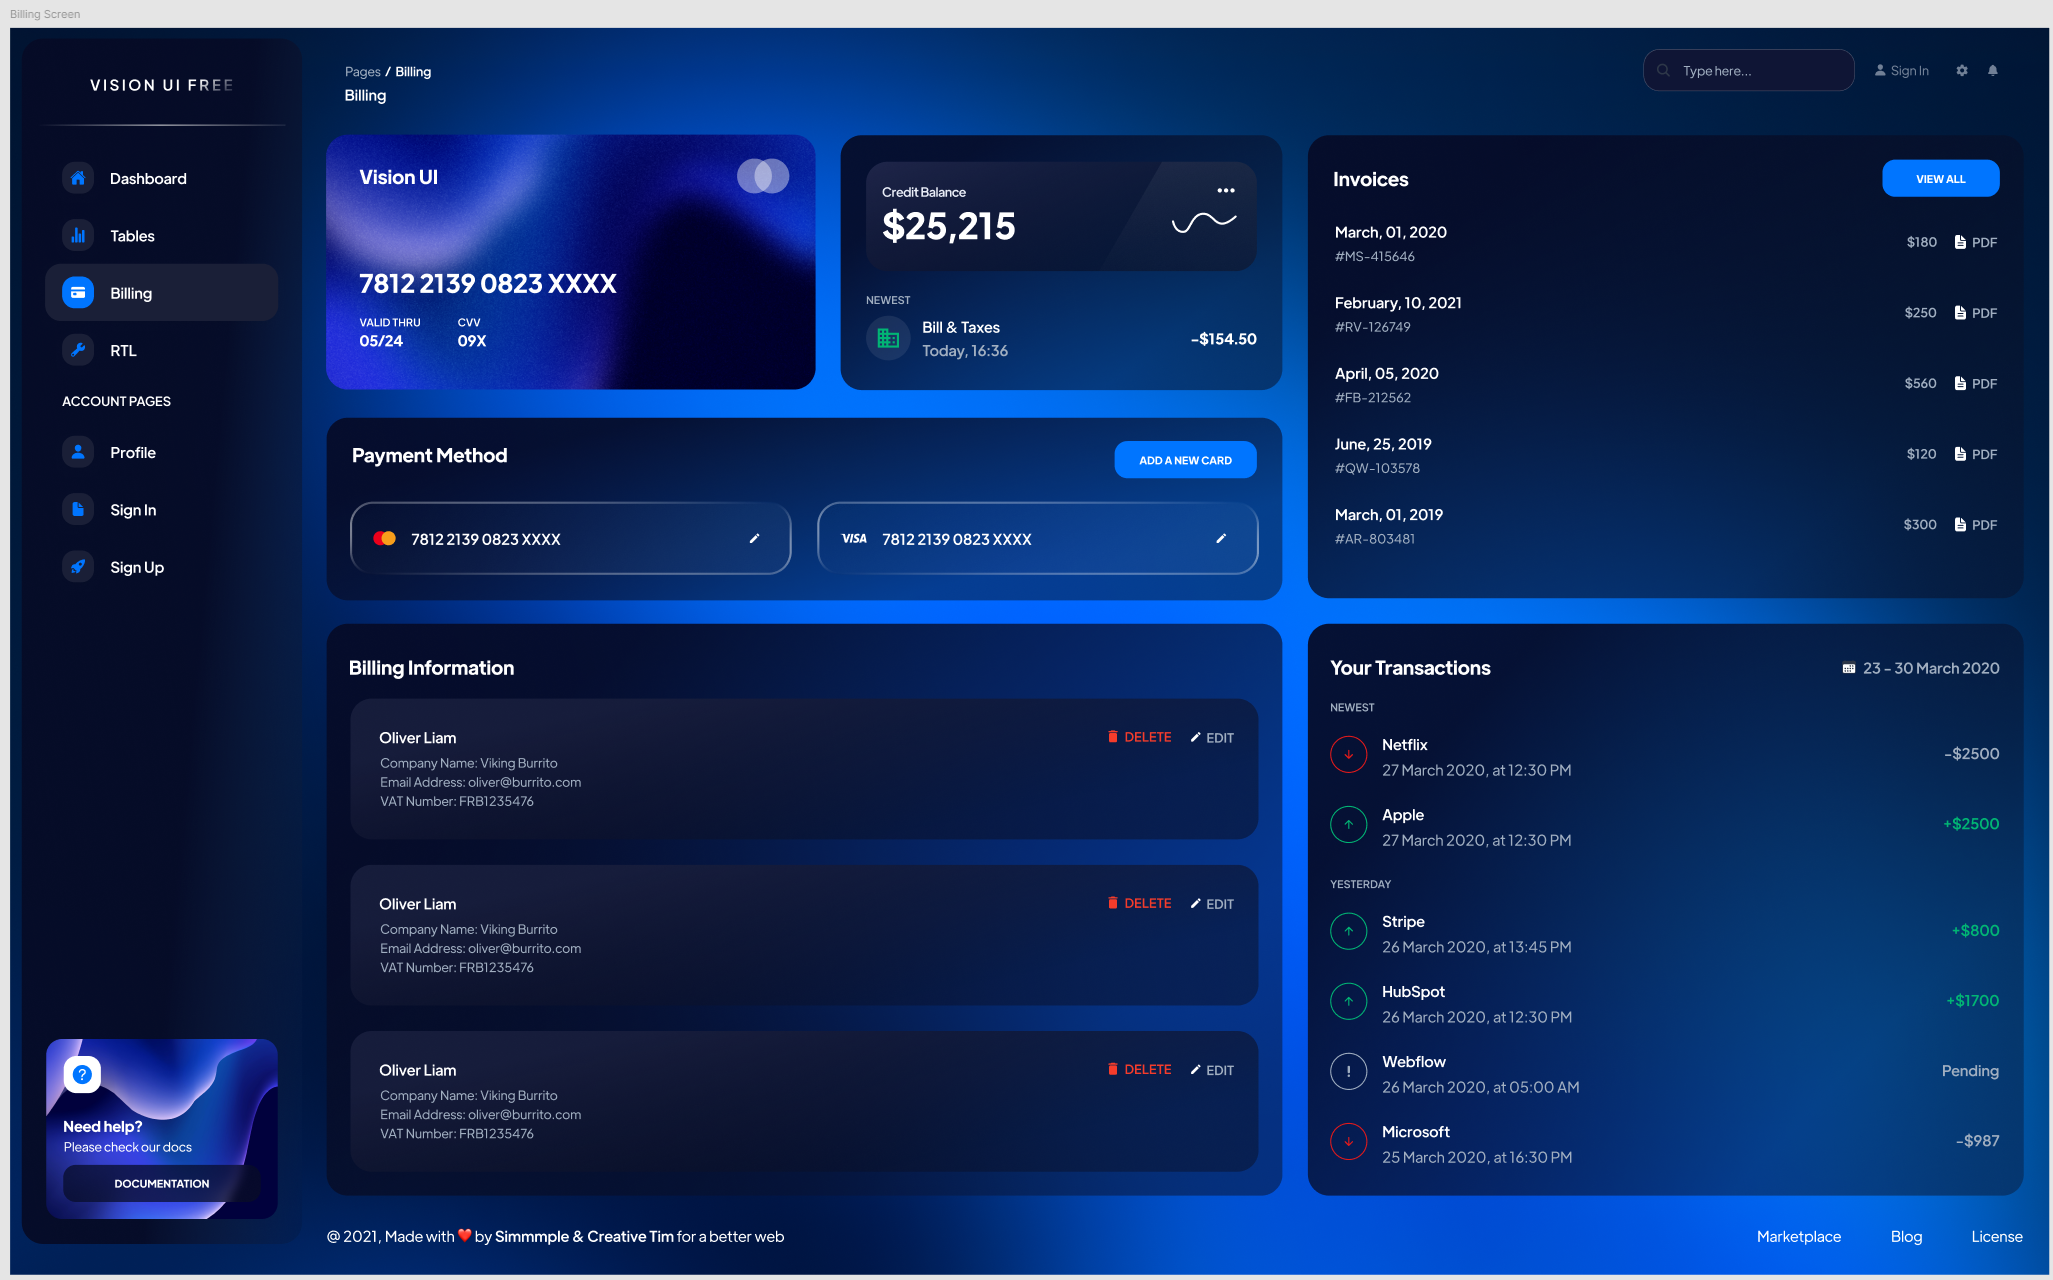 Billing Screen
VISION UI FREE
Dashboard
Tables
Billing
RTL
ACCOUNT PAGES
Profile
Sign In
Sign Up
?
Need help?
Please check our docs
DOCUMENTATION
Pages / Billing
Billing
Type here...
Sign In
Vision UI
7812 2139 0823 XXXX
VALID THRU CVV
05/24 09X
Credit Balance
$25,215
NEWEST
Bill & Taxes
Today, 16:36
-$154.50
Invoices
VIEW ALL
March, 01, 2020
#MS-415646
$180 PDF
February, 10, 2021
#RV-126749
$250 PDF
April, 05, 2020
#FB-212562
$560 PDF
June, 25, 2019
#QW-103578
$120 PDF
March, 01, 2019
#AR-803481
$300 PDF
Payment Method
ADD A NEW CARD
7812 2139 0823 XXXX
VISA 7812 2139 0823 XXXX
Billing Information
Oliver Liam
DELETE EDIT
Company Name: Viking Burrito
Email Address: oliver@burrito.com
VAT Number: FRB1235476
Oliver Liam
DELETE EDIT
Company Name: Viking Burrito
Email Address: oliver@burrito.com
VAT Number: FRB1235476
Oliver Liam
DELETE EDIT
Company Name: Viking Burrito
Email Address: oliver@burrito.com
VAT Number: FRB1235476
Your Transactions
23 - 30 March 2020
NEWEST
Netflix
27 March 2020, at 12:30 PM
-$2500
Apple
27 March 2020, at 12:30 PM
+$2500
YESTERDAY
Stripe
26 March 2020, at 13:45 PM
+$800
HubSpot
26 March 2020, at 12:30 PM
+$1700
!
Webflow
26 March 2020, at 05:00 AM
Pending
Microsoft
25 March 2020, at 16:30 PM
-$987
@ 2021, Made with ❤️ by Simmmple & Creative Tim for a better web
Marketplace Blog License